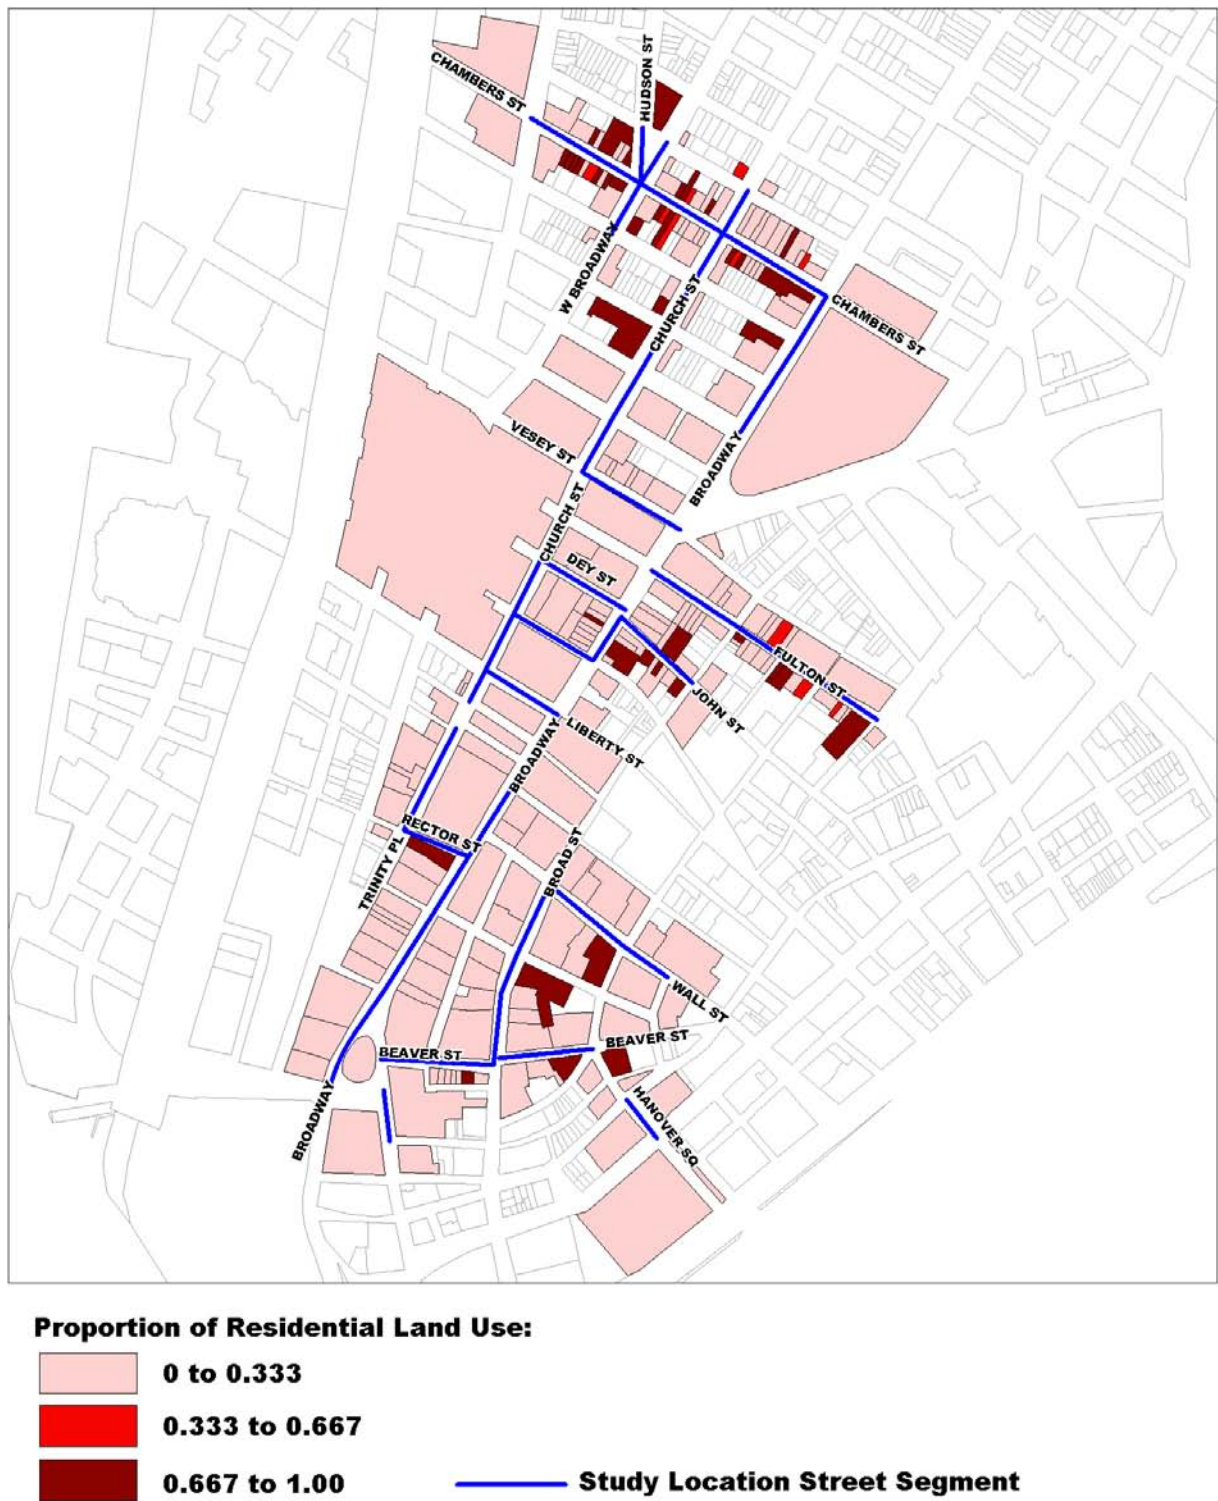 HUDSON ST
CHAMBERS ST
W BROADWAY
CHURCH ST
CHAMBERS ST
VESEY ST
BROADWAY
CHURCH ST
DEY ST
FULTON ST
JOHN ST
LIBERTY ST
BROADWAY
RECTOR ST
TRINITY PL
BROAD ST
WALL ST
BEAVER ST
BEAVER ST
HANOVER SQ
BROADWAY
Proportion of Residential Land Use:
0 to 0.333
0.333 to 0.667
0.667 to 1.00
Study Location Street Segment